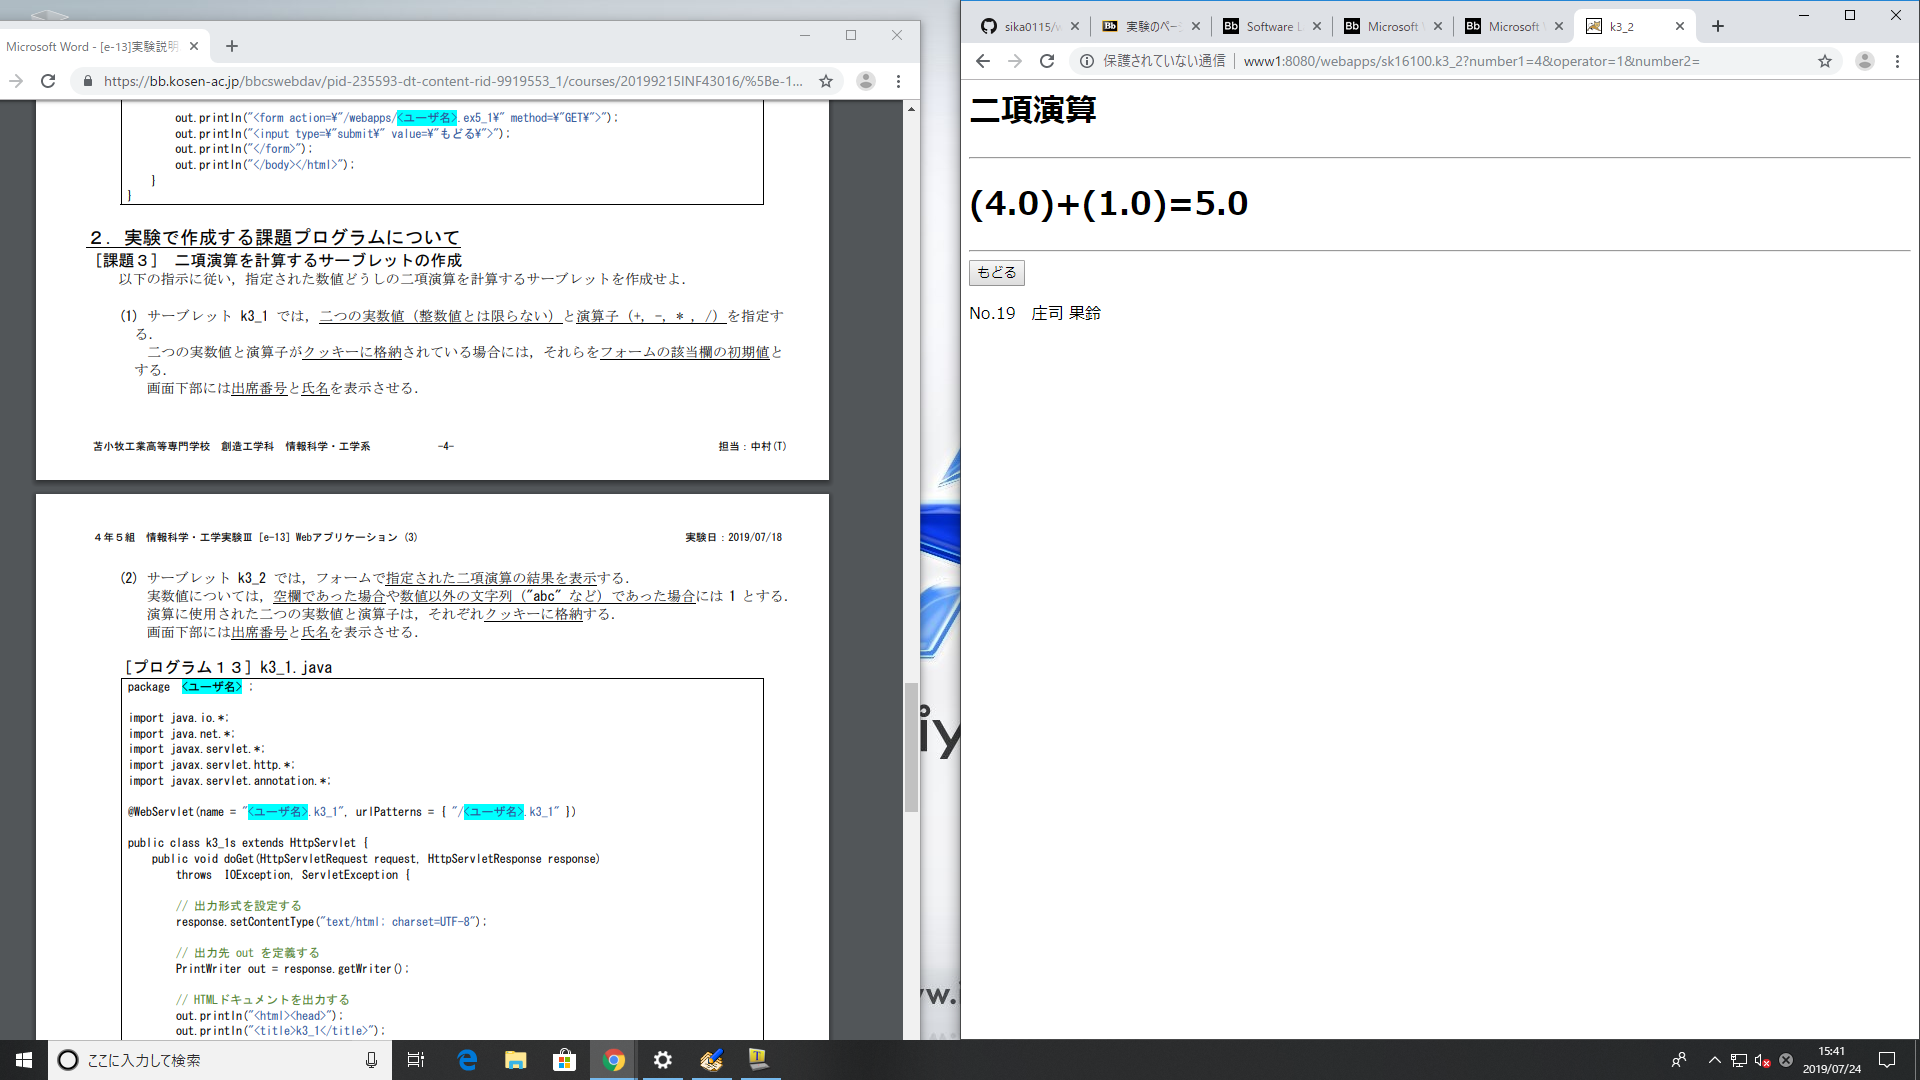 Microsoft Word - [e-13]実験説明
https://bb.kosen-ac.jp/bbcswebdav/pid-235593-dt-content-rid-9919553_1/courses/20199215INF43016/%5Be-1...
out.println("<form action=¥"/webapps/<ユーザ名>.ex5_1¥" method=¥"GET¥">");
out.println("<input type=¥"submit¥" value=¥"もどる¥">");
out.println("</form>");
out.println("</body></html>");
}
}
２．実験で作成する課題プログラムについて
［課題３］ 二項演算を計算するサーブレットの作成
以下の指示に従い，指定された数値どうしの二項演算を計算するサーブレットを作成せよ．
(1) サーブレット k3_1 では，二つの実数値（整数値とは限らない）と演算子（+, -, * , /）を指定す
る．
二つの実数値と演算子がクッキーに格納されている場合には，それらをフォームの該当欄の初期値と
する．
画面下部には出席番号と氏名を表示させる．
苫小牧工業高等専門学校 創造工学科 情報科学・工学系 -4- 担当：中村(T)
４年５組 情報科学・工学実験Ⅲ [e-13] Webアプリケーション (3) 実験日：2019/07/18
(2) サーブレット k3_2 では，フォームで指定された二項演算の結果を表示する．
実数値については，空欄であった場合や数値以外の文字列（"abc" など）であった場合には 1 とする．
演算に使用された二つの実数値と演算子は，それぞれクッキーに格納する．
画面下部には出席番号と氏名を表示させる．
［プログラム１３］k3_1.java
package <ユーザ名> ;
import java.io.*;
import java.net.*;
import javax.servlet.*;
import javax.servlet.http.*;
import javax.servlet.annotation.*;
@WebServlet(name = "<ユーザ名>.k3_1", urlPatterns = { "/<ユーザ名>.k3_1" })
public class k3_1s extends HttpServlet {
public void doGet(HttpServletRequest request, HttpServletResponse response)
throws IOException, ServletException {
// 出力形式を設定する
response.setContentType("text/html; charset=UTF-8");
// 出力先 out を定義する
PrintWriter out = response.getWriter();
// HTMLドキュメントを出力する
out.println("<html><head>");
out.println("<title>k3_1</title>");
sika0115/w
Bb 実験のペー
Bb Software L
Bb Microsoft
Bb Microsoft
k3_2
保護されていない通信 | www1:8080/webapps/sk16100.k3_2?number1=4&operator=1&number2=
二項演算
(4.0)+(1.0)=5.0
もどる
No.19 庄司 果鈴
ここに入力して検索
15:41
2019/07/24